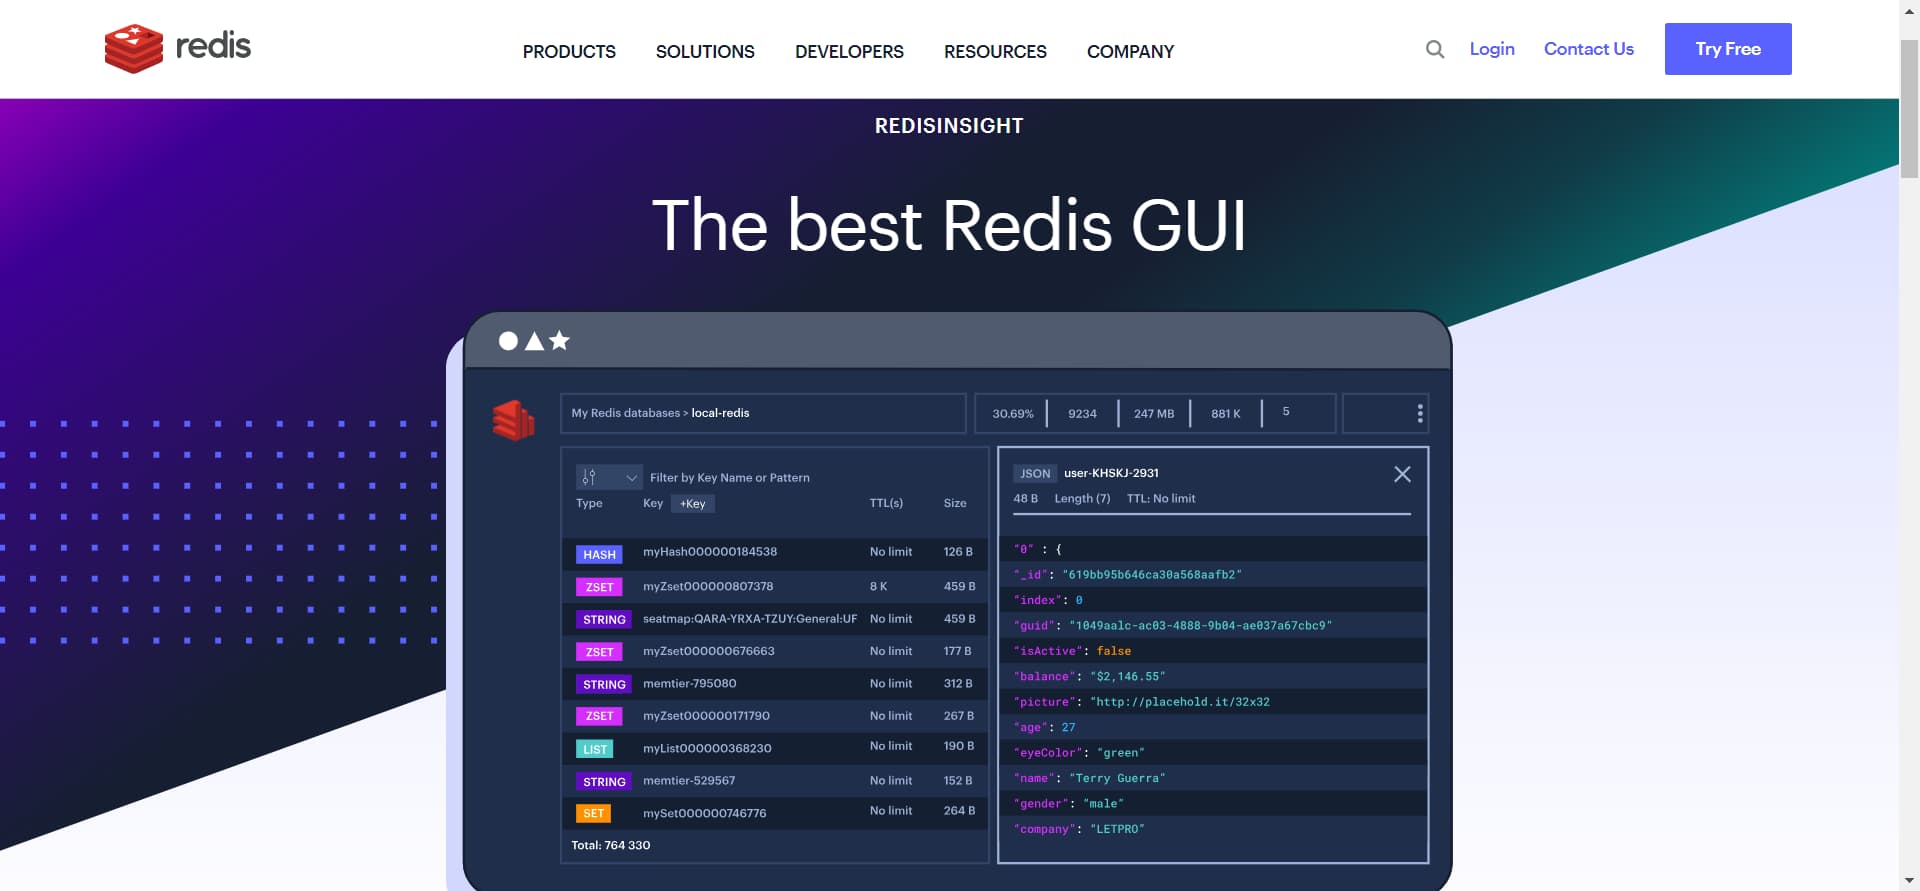 redis
PRODUCTS SOLUTIONS DEVELOPERS RESOURCES COMPANY
Login Contact Us Try Free
REDISINSIGHT
The best Redis GUI
My Redis databases > local-redis
30.69% 9234 247 MB 881 K 5
Filter by Key Name or Pattern
Type Key +Key TTL(s) Size
HASH myHash000000184538 No limit 126 B
ZSET myZset000000807378 8 K 459 B
STRING seatmap:QARA-YRXA-TZUY:General:UF No limit 459 B
ZSET myZset000000676663 No limit 177 B
STRING memtier-795080 No limit 312 B
ZSET myZset000000171790 No limit 267 B
LIST myList000000368230 No limit 190 B
STRING memtier-529567 No limit 152 B
SET mySet000000746776 No limit 264 B
Total: 764 330
JSON user-KHSKJ-2931
48 B Length (7) TTL: No limit
"0" : {
"_id": "619bb95b646ca30a568aafb2"
"index": 0
"guid": "1049aalc-ac03-4888-9b04-ae037a67cbc9"
"isActive": false
"balance": "$2,146.55"
"picture": "http://placehold.it/32x32
"age": 27
"eyeColor": "green"
"name": "Terry Guerra"
"gender": "male"
"company": "LETPRO"